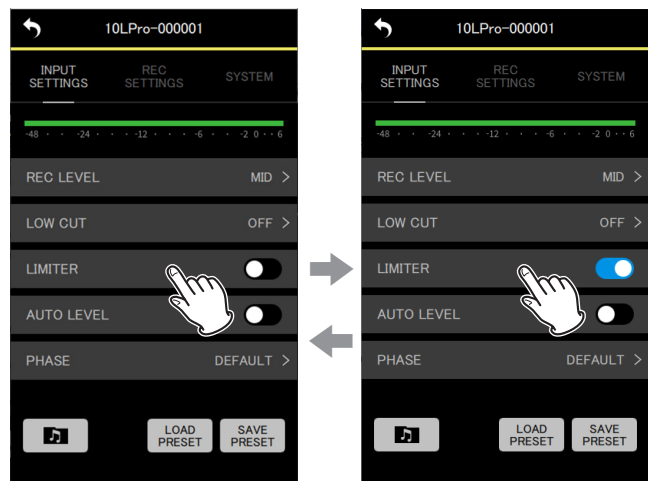 10LPro-000001
INPUT SETTINGS REC SETTINGS SYSTEM
-48 · · -24 · · · -12 · · · · -6 · · -2 0 · · 6
REC LEVEL MID >
LOW CUT OFF >
LIMITER
AUTO LEVEL
PHASE DEFAULT >
LOAD PRESET SAVE PRESET
10LPro-000001
INPUT SETTINGS REC SETTINGS SYSTEM
-48 · · -24 · · · -12 · · · · -6 · · -2 0 · · 6
REC LEVEL MID >
LOW CUT OFF >
LIMITER
AUTO LEVEL
PHASE DEFAULT >
LOAD PRESET SAVE PRESET